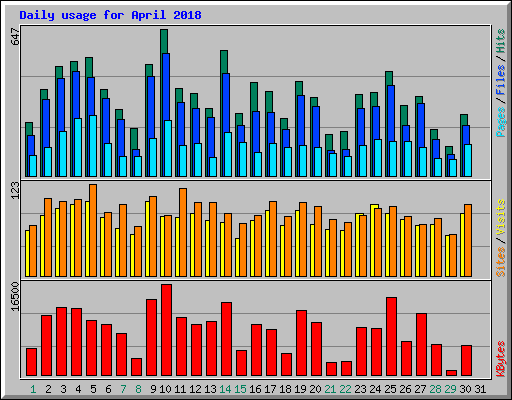 Daily usage for April 2018
647
Pages / Files / Hits
123
Sites / Visits
16500
KBytes
1 2 3 4 5 6 7 8 9 10 11 12 13 14 15 16 17 18 19 20 21 22 23 24 25 26 27 28 29 30 31